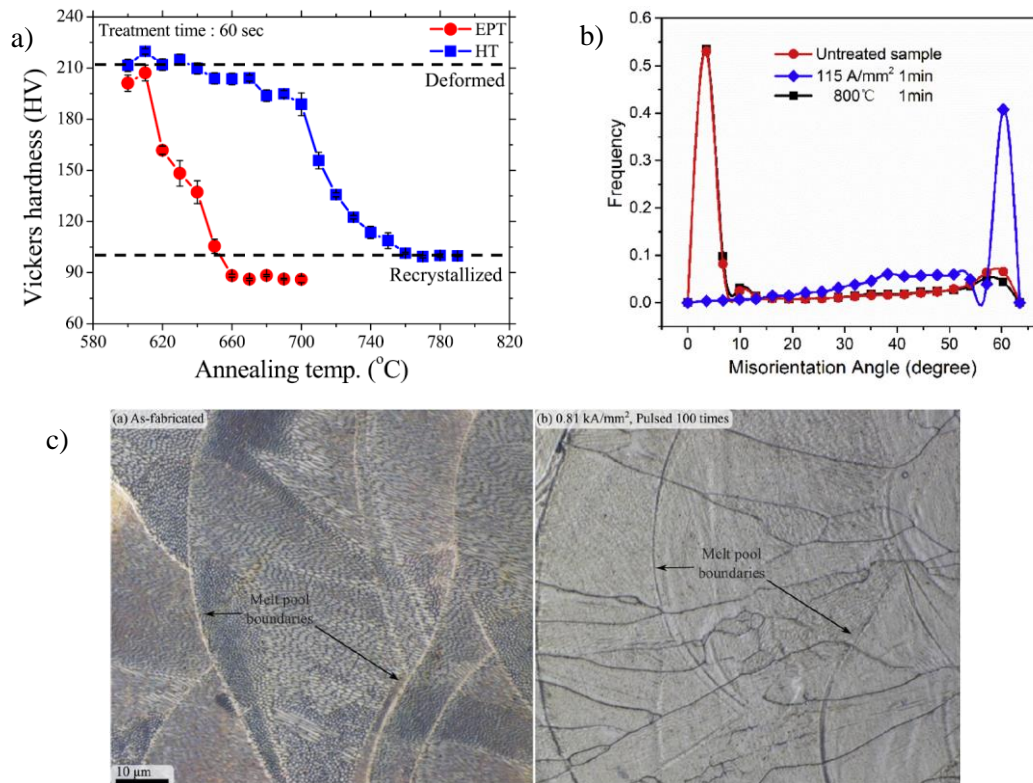 a)
Treatment time : 60 sec
EPT
HT
Deformed
Recrystallized
Vickers hardness (HV)
240
210
180
150
120
90
60
580 620 660 700 740 780 820
Annealing temp. (°C)
b)
Untreated sample
115 A/mm² 1min
800℃ 1min
Frequency
0.6
0.5
0.4
0.3
0.2
0.1
0.0
0 10 20 30 40 50 60
Misorientation Angle (degree)
c)
(a) As-fabricated
Melt pool
boundaries
10 µm
(b) 0.81 kA/mm², Pulsed 100 times
Melt pool
boundaries